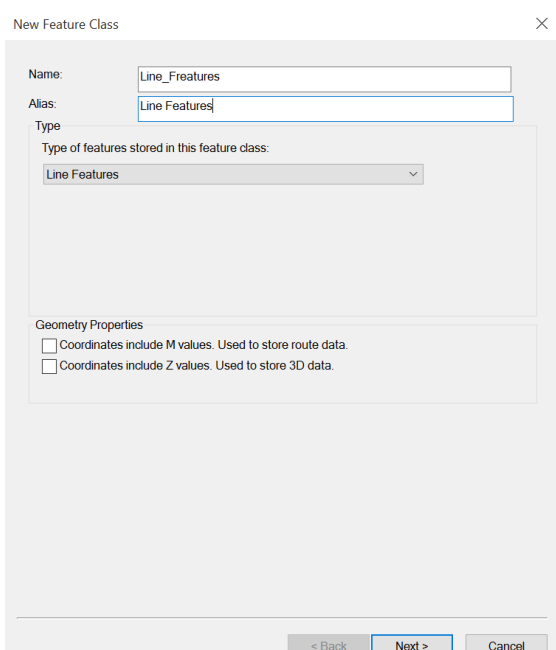 New Feature Class
Name:
Line_Freatures
Alias:
Line Features
Type
Type of features stored in this feature class:
Line Features
Geometry Properties
Coordinates include M values. Used to store route data.
Coordinates include Z values. Used to store 3D data.
< Back Next > Cancel